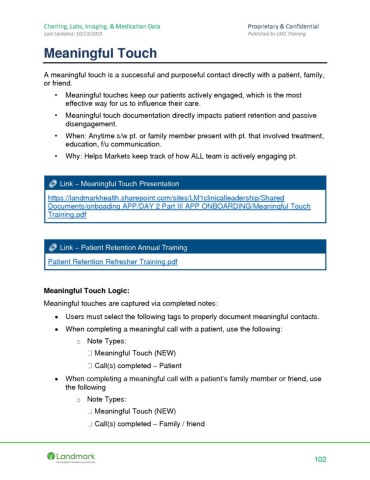 Charting, Labs, Imaging, & Medication Data Proprietary & Confidential
Last Updated: 10/23/2023 Published by LM1 Training
Meaningful Touch
A meaningful touch is a successful and purposeful contact directly with a patient, family,
or friend.
• Meaningful touches keep our patients actively engaged, which is the most
effective way for us to influence their care.
• Meaningful touch documentation directly impacts patient retention and passive
disengagement.
• When: Anytime s/w pt. or family member present with pt. that involved treatment,
education, f/u communication.
• Why: Helps Markets keep track of how ALL team is actively engaging pt.
Link – Meaningful Touch Presentation
https://landmarkhealth.sharepoint.com/sites/LM1clinicalleadership/Shared
Documents/onboading APP/DAY 2 Part III APP ONBOARDING/Meaningful Touch
Training.pdf
Link – Patient Retention Annual Training
Patient Retention Refresher Training.pdf
Meaningful Touch Logic:
Meaningful touches are captured via completed notes:
• Users must select the following tags to properly document meaningful contacts.
• When completing a meaningful call with a patient, use the following:
o Note Types:
☐ Meaningful Touch (NEW)
☐ Call(s) completed – Patient
• When completing a meaningful call with a patient's family member or friend, use
the following
o Note Types:
☐ Meaningful Touch (NEW)
☐ Call(s) completed – Family / friend
Landmark
102